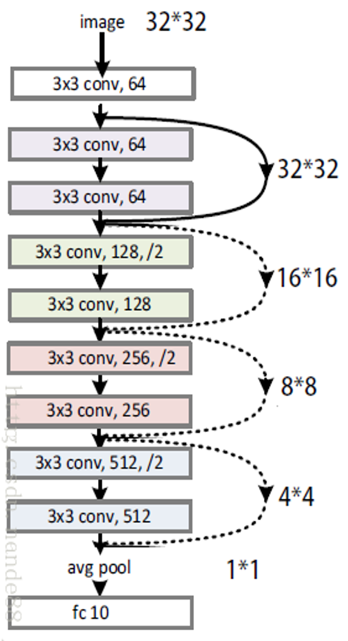 image 32*32
3x3 conv, 64
3x3 conv, 64
3x3 conv, 64
32*32
3x3 conv, 128, /2
16*16
3x3 conv, 128
3x3 conv, 256, /2
8*8
3x3 conv, 256
3x3 conv, 512, /2
4*4
3x3 conv, 512
avg pool 1*1
fc 10